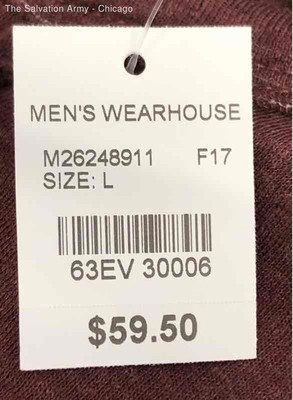 The Salvation Army - Chicago
MEN'S WEARHOUSE
M26248911 F17
SIZE: L
63EV 30006
$59.50